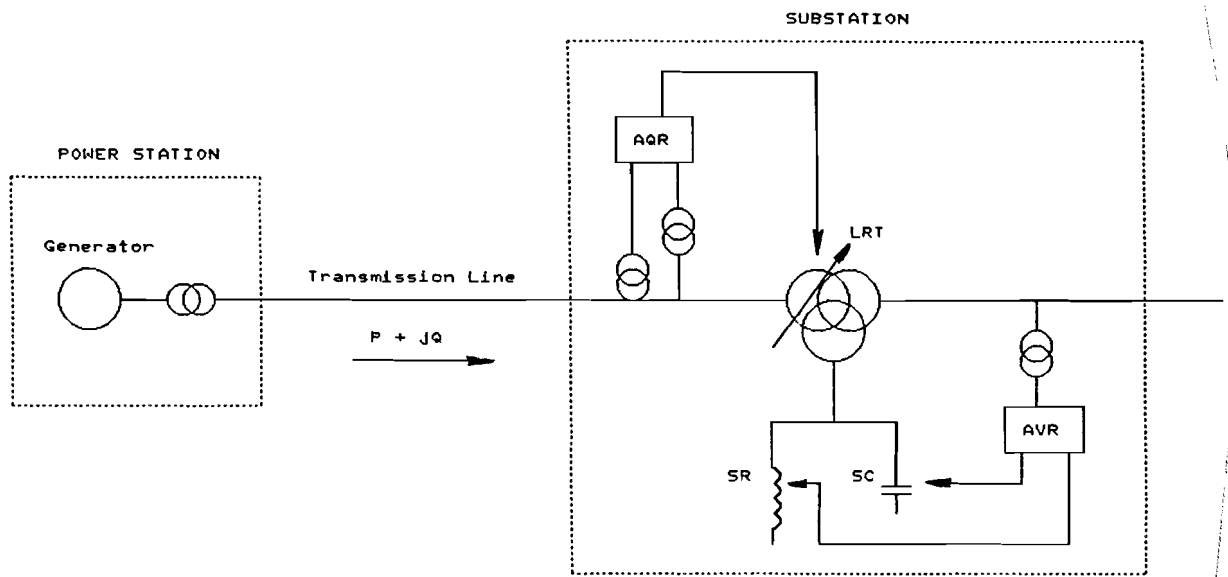 SUBSTATION
AQR
POWER STATION
LRT
Generator
Transmission Line
P + jQ
AVR
SR
SC